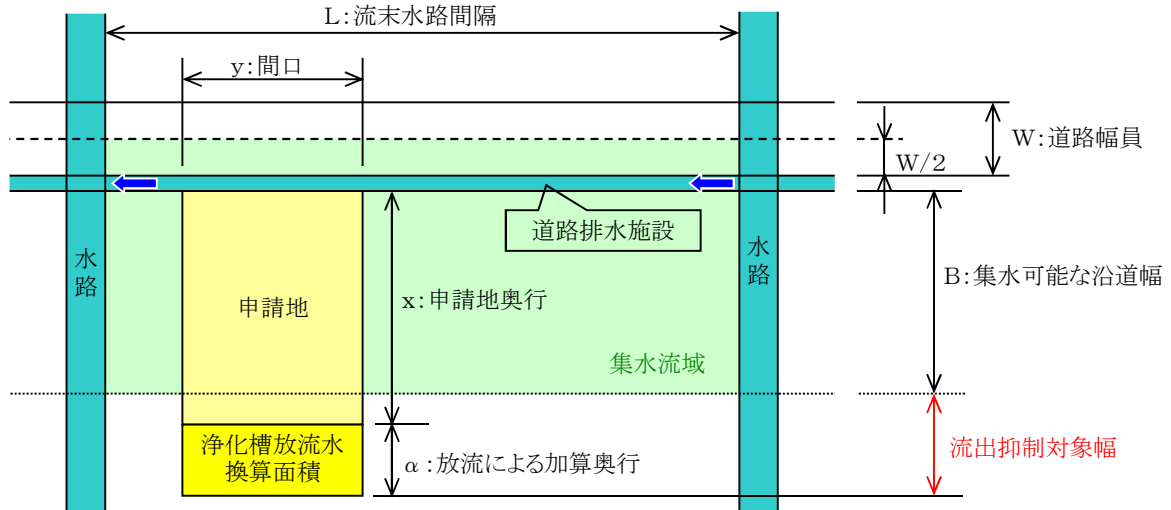 L:流末水路間隔
y:間口
W:道路幅員
W/2
道路排水施設
水路
水路
B:集水可能な沿道幅
申請地
x:申請地奥行
集水流域
浄化槽放流水
換算面積
α:放流による加算奥行
流出抑制対象幅